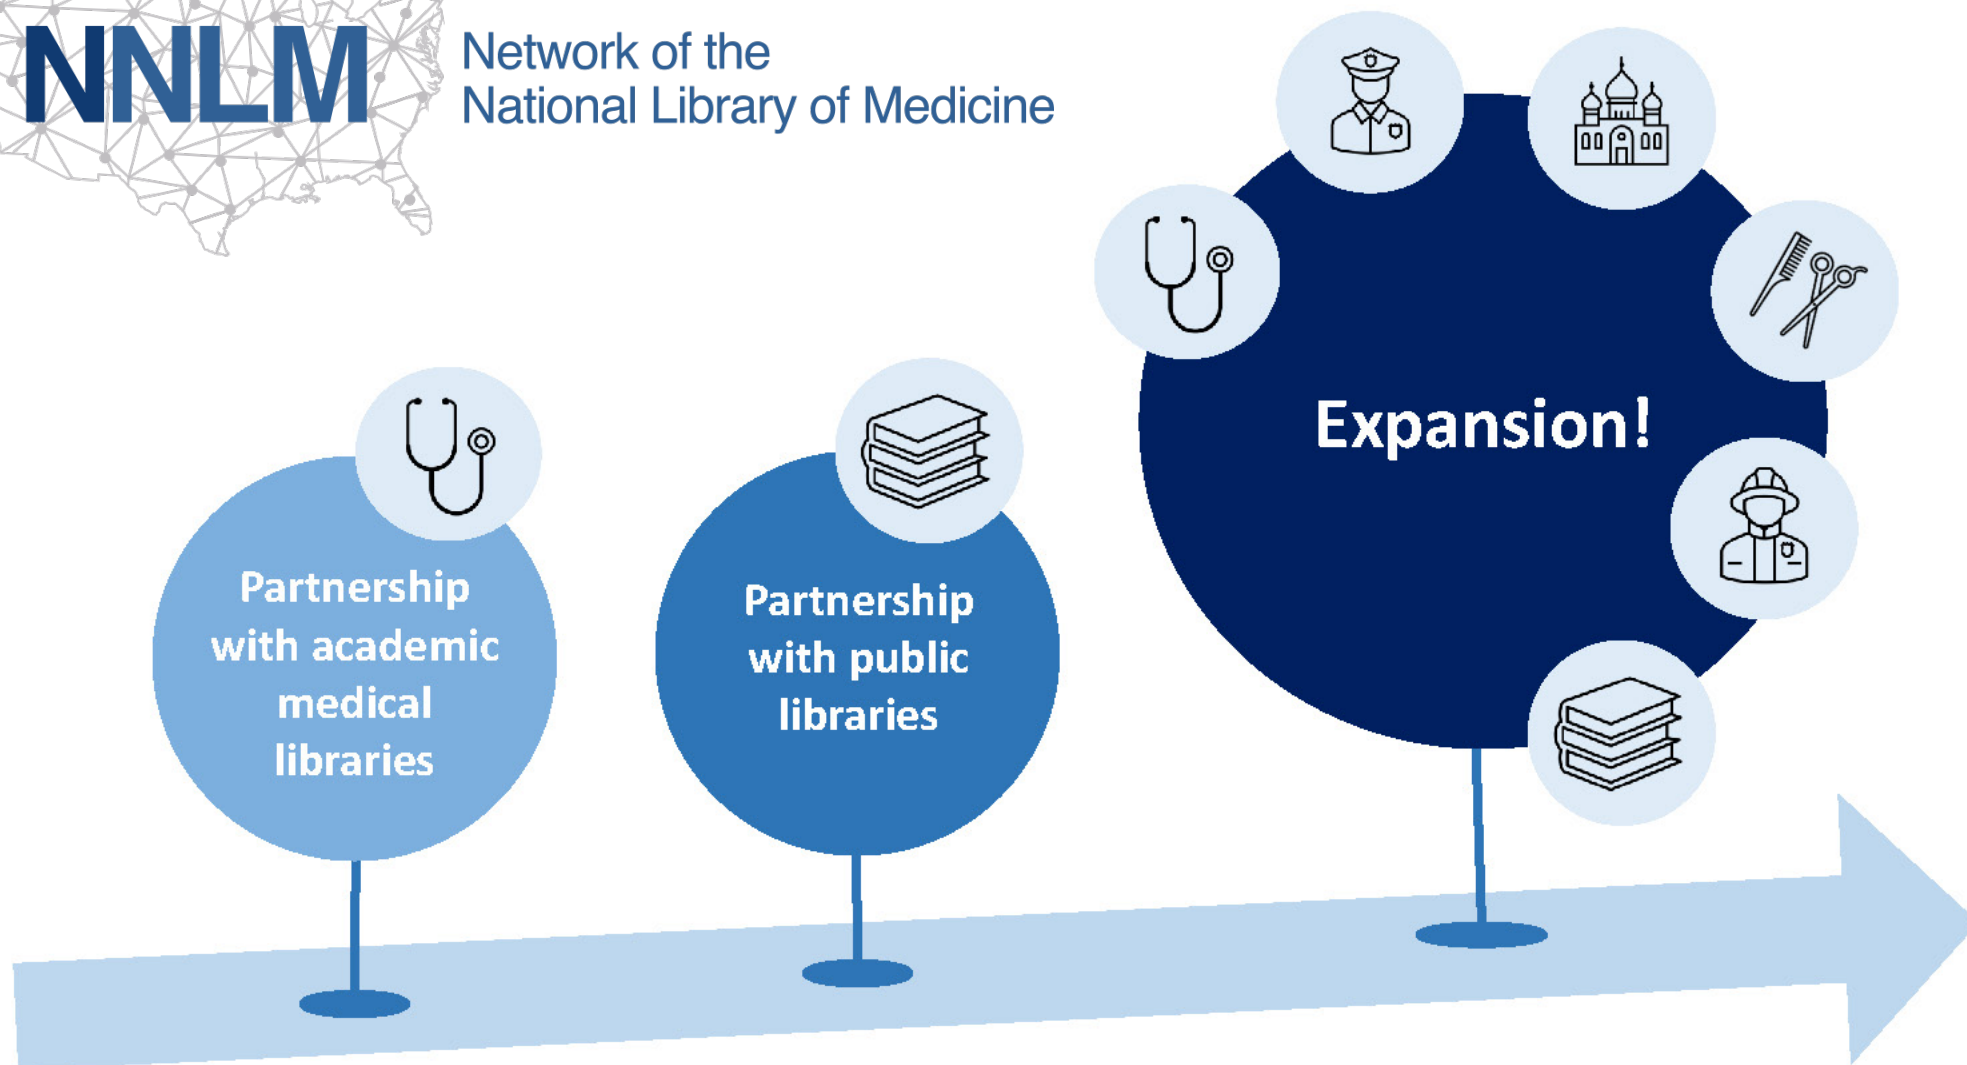 NNLM
Network of the
National Library of Medicine
Partnership
with academic
medical
libraries
Partnership
with public
libraries
Expansion!